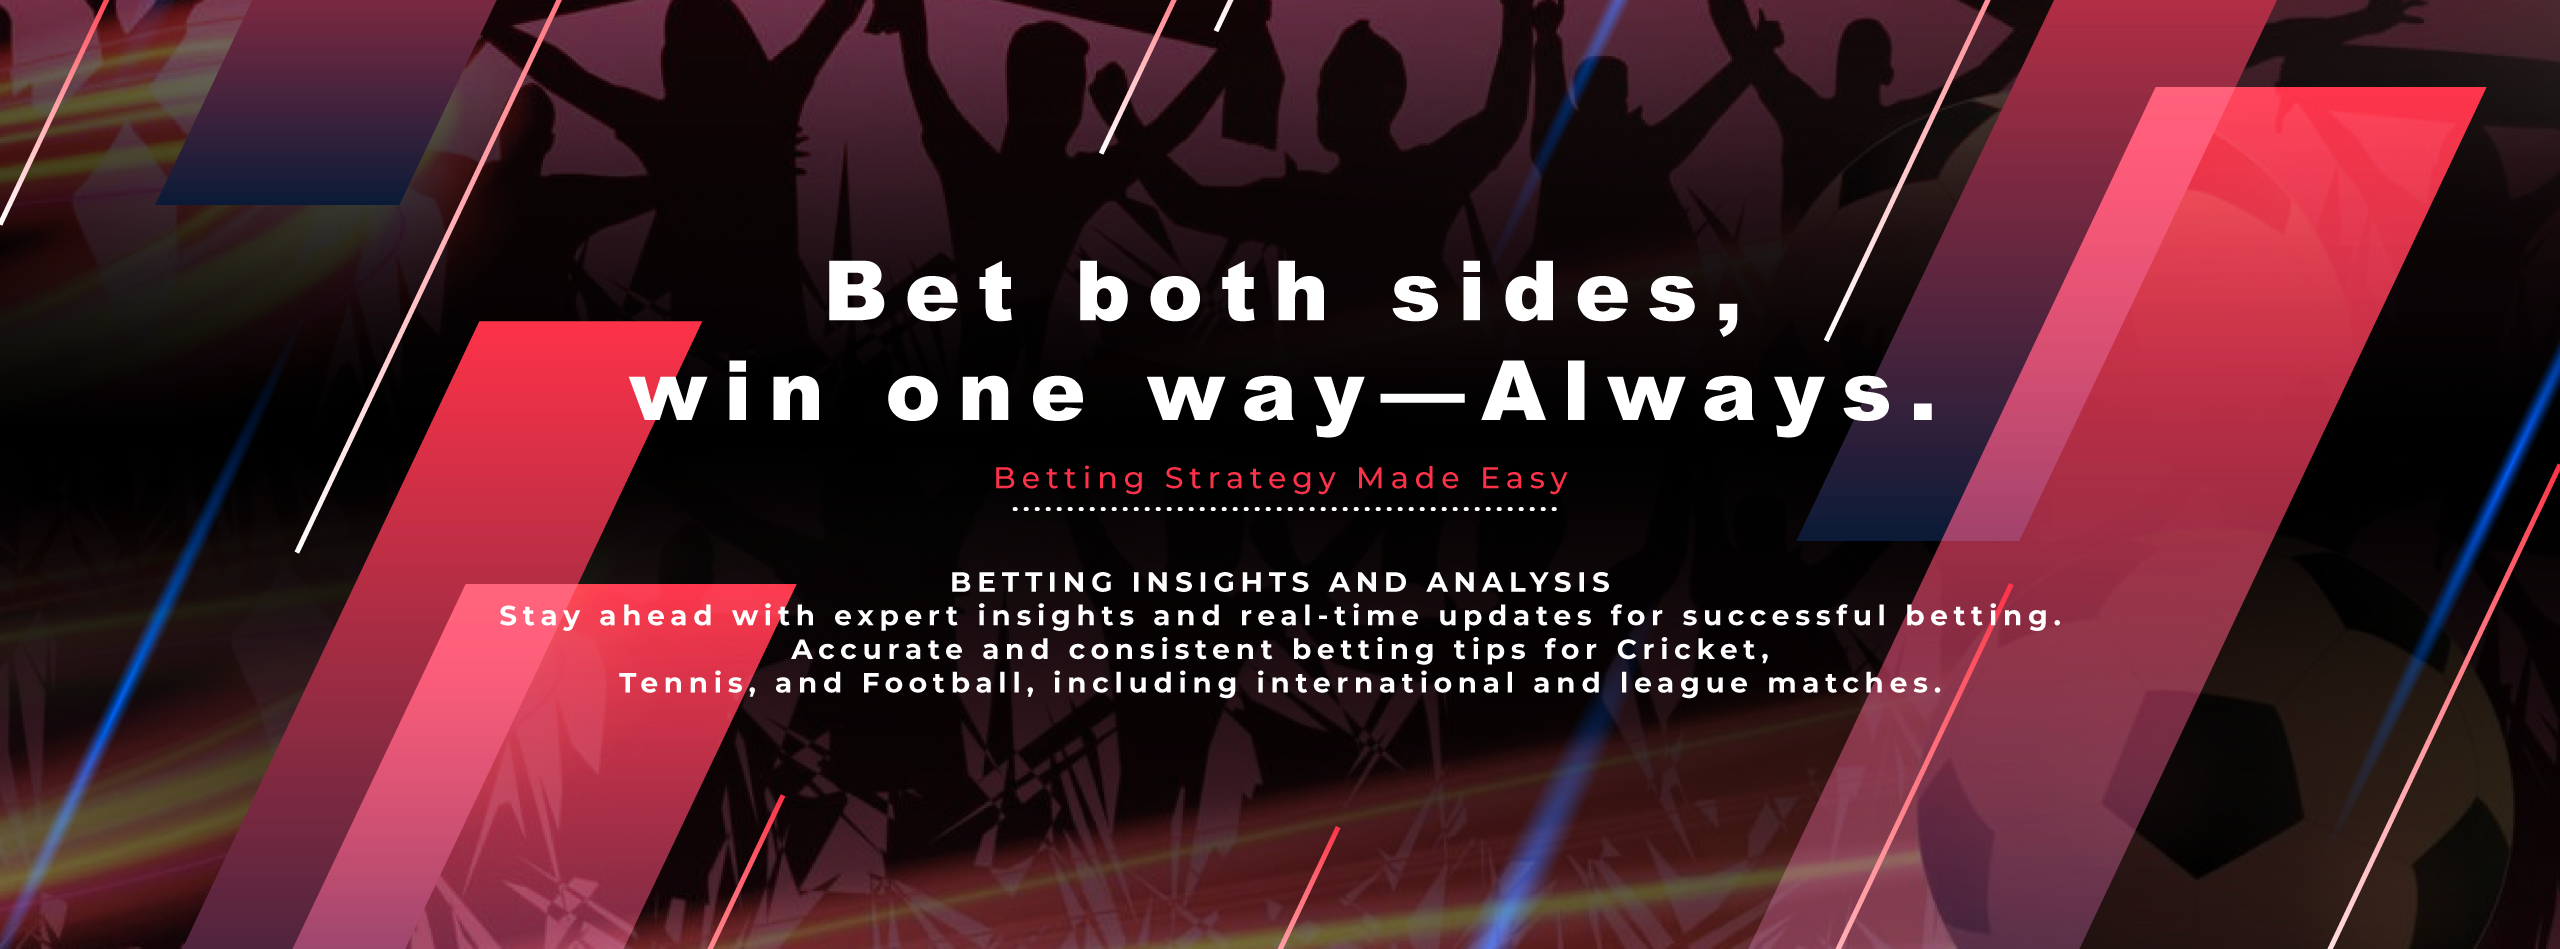 Bet both sides,
win one way—Always.
Betting Strategy Made Easy
BETTING INSIGHTS AND ANALYSIS
Stay ahead with expert insights and real-time updates for successful betting.
Accurate and consistent betting tips for Cricket,
Tennis, and Football, including international and league matches.